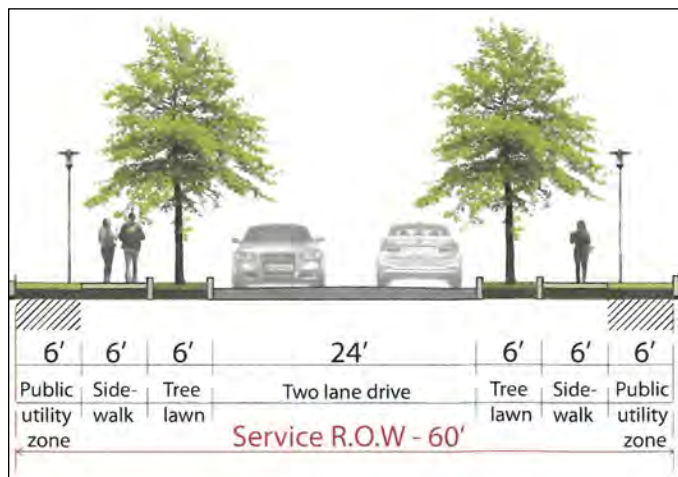 6' 6' 6' 24' 6' 6' 6'
Public Side- Tree Two lane drive Tree Side- Public
utility walk lawn lawn walk utility
zone zone
Service R.O.W - 60'